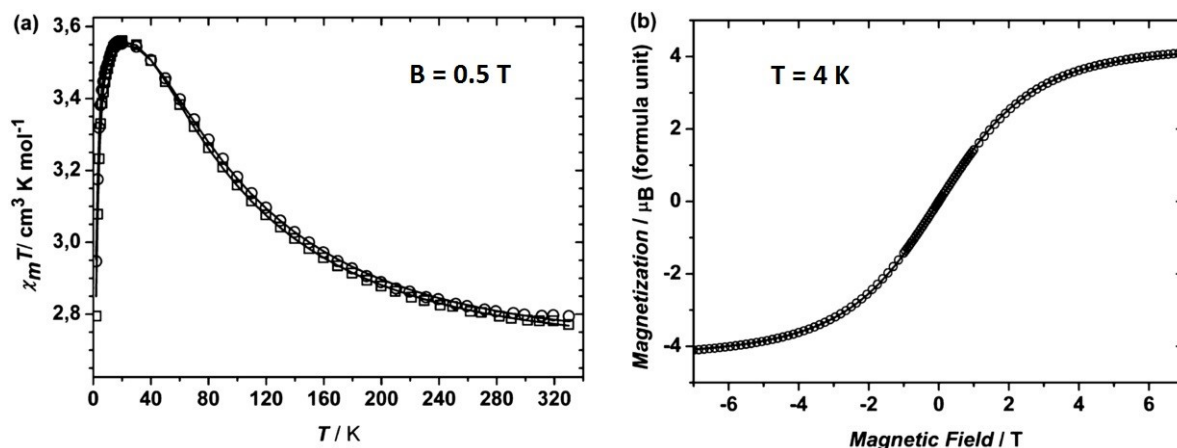 (a)
B = 0.5 T
χmT/ cm³ K mol⁻¹
3,6
3,4
3,2
3,0
2,8
0 40 80 120 160 200 240 280 320
T / K
(b)
T = 4 K
Magnetization / μB (formula unit)
4
2
0
-2
-4
-6 -4 -2 0 2 4 6
Magnetic Field / T